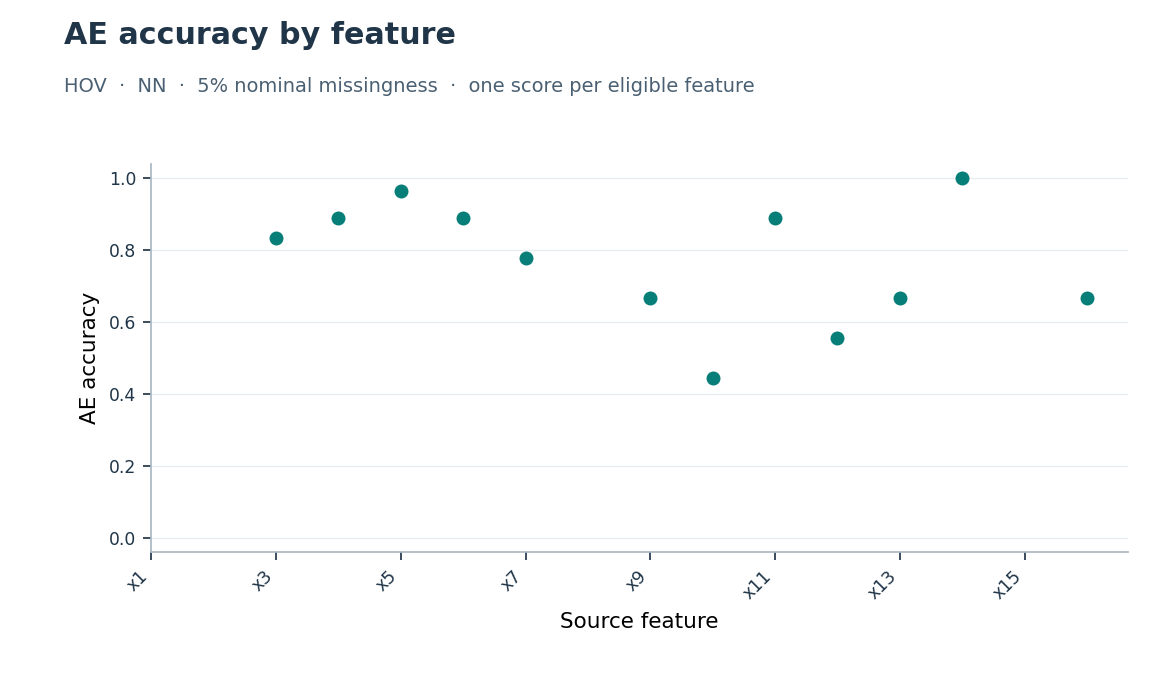 AE accuracy by feature
HOV · NN · 5% nominal missingness · one score per eligible feature
1.0
0.8
0.6
0.4
0.2
0.0
AE accuracy
x1 x3 x5 x7 x9 x11 x13 x15
Source feature